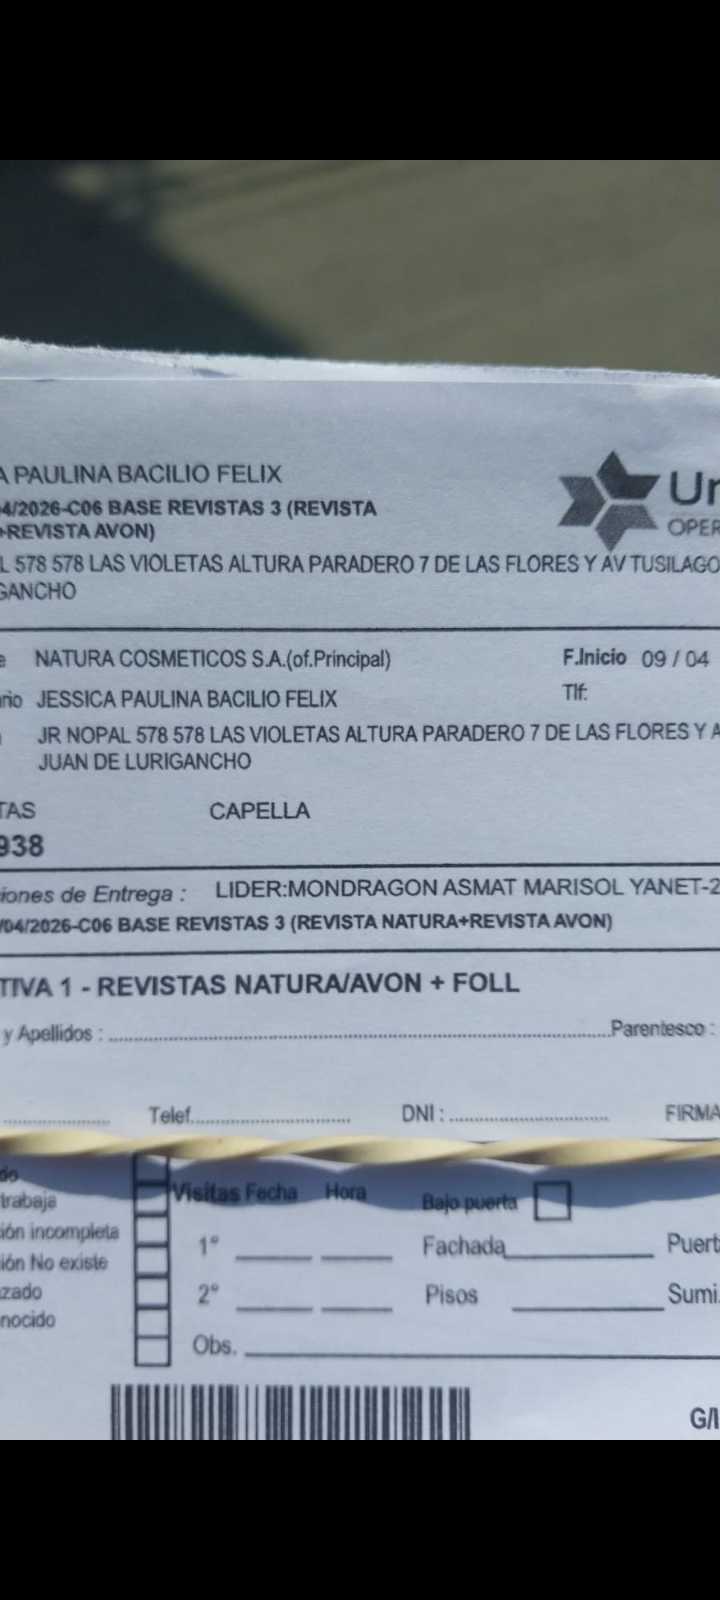 A PAULINA BACILIO FELIX
04/2026-C06 BASE REVISTAS 3 (REVISTA
+REVISTA AVON)
L 578 578 LAS VIOLETAS ALTURA PARADERO 7 DE LAS FLORES Y AV TUSILAGO
GANCHO
Ur
OPER
e NATURA COSMETICOS S.A.(of.Principal) F.Inicio 09 / 04
ario JESSICA PAULINA BACILIO FELIX Tlf:
JR NOPAL 578 578 LAS VIOLETAS ALTURA PARADERO 7 DE LAS FLORES Y A
JUAN DE LURIGANCHO
TAS CAPELLA
938
iones de Entrega : LIDER:MONDRAGON ASMAT MARISOL YANET-2
/04/2026-C06 BASE REVISTAS 3 (REVISTA NATURA+REVISTA AVON)
TIVA 1 - REVISTAS NATURA/AVON + FOLL
y Apellidos : Parentesco :
Telef. DNI : FIRMA
do
trabaja Visitas Fecha Hora Bajo puerta
ión incompleta 1° Fachada Puert
ión No existe
zado 2° Pisos Sumi.
nocido
Obs.
G/I